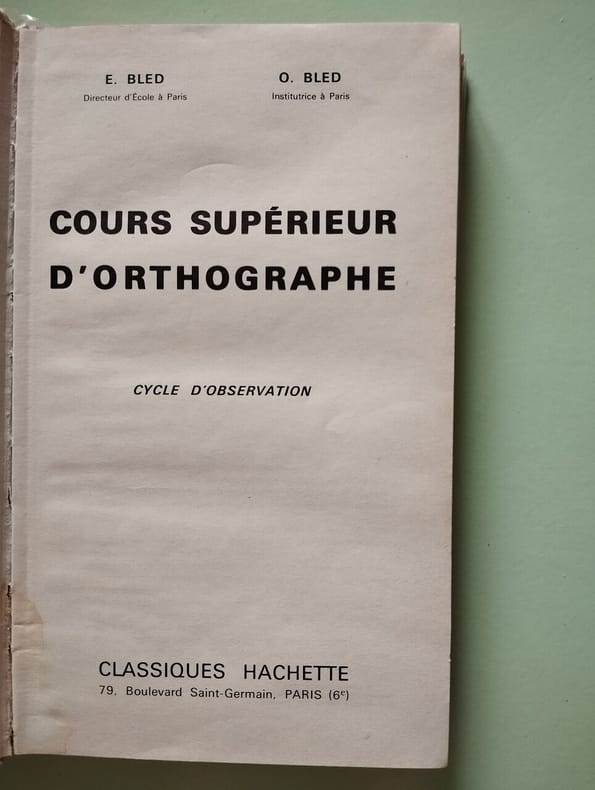 E. BLED O. BLED
Directeur d'École à Paris Institutrice à Paris
COURS SUPÉRIEUR
D'ORTHOGRAPHE
CYCLE D'OBSERVATION
CLASSIQUES HACHETTE
79, Boulevard Saint-Germain, PARIS (6e)